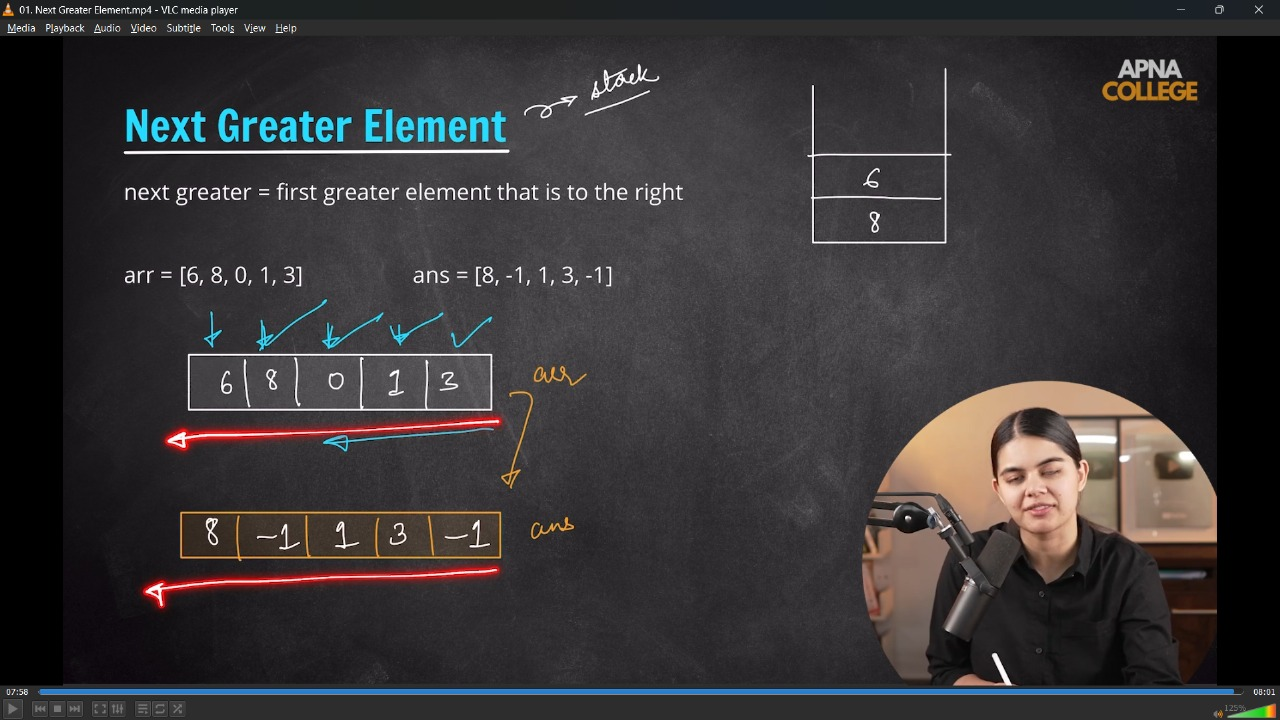 01. Next Greater Element.mp4 - VLC media player
Media Playback Audio Video Subtitle Tools View Help
APNA
COLLEGE
stack
Next Greater Element
next greater = first greater element that is to the right
6
8
arr = [6, 8, 0, 1, 3] ans = [8, -1, 1, 3, -1]
6 8 0 1 3 arr
8 -1 1 3 -1 ans
07:58 08:01
125%